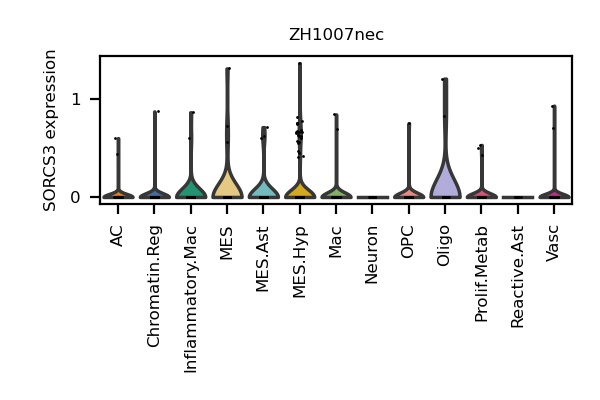 ZH1007nec
SORCS3 expression
1
0
AC
Chromatin.Reg
Inflammatory.Mac
MES
MES.Ast
MES.Hyp
Mac
Neuron
OPC
Oligo
Prolif.Metab
Reactive.Ast
Vasc